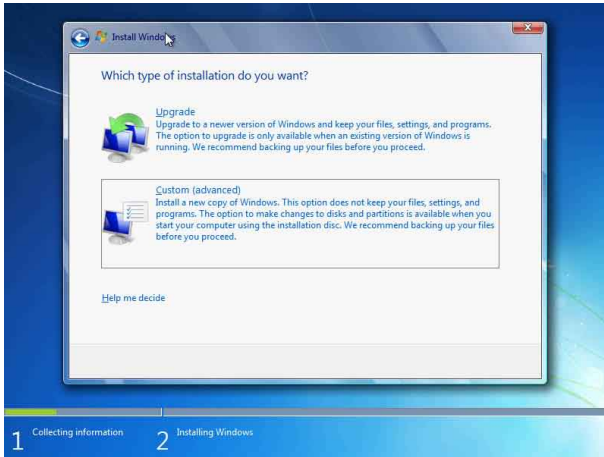 Install Windows
Which type of installation do you want?
Upgrade
Upgrade to a newer version of Windows and keep your files, settings, and programs.
The option to upgrade is only available when an existing version of Windows is
running. We recommend backing up your files before you proceed.
Custom (advanced)
Install a new copy of Windows. This option does not keep your files, settings, and
programs. The option to make changes to disks and partitions is available when you
start your computer using the installation disc. We recommend backing up your files
before you proceed.
Help me decide
1 Collecting information
2 Installing Windows